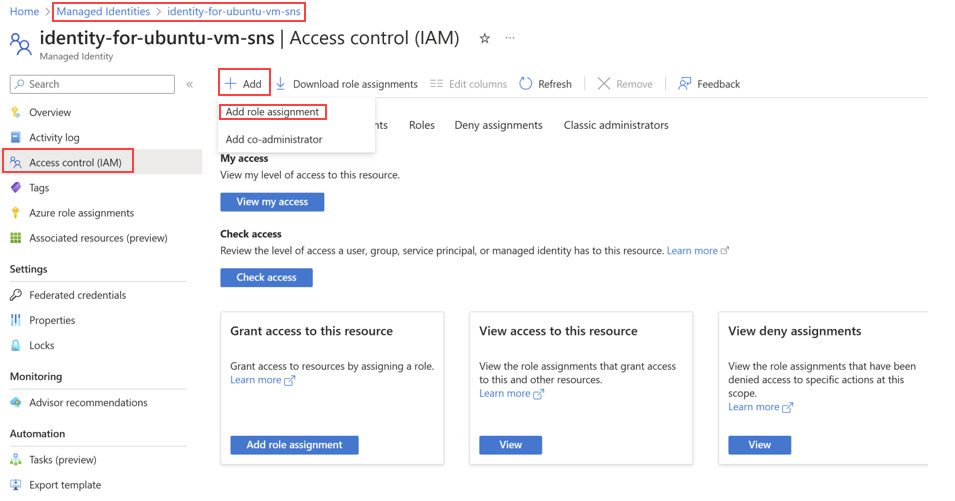 Home > Managed Identities > identity-for-ubuntu-vm-sns
identity-for-ubuntu-vm-sns | Access control (IAM) ☆ ...
Managed Identity
Search «
+ Add Download role assignments Edit columns Refresh Remove Feedback
Add role assignment
Add co-administrator
nts Roles Deny assignments Classic administrators
Overview
Activity log
Access control (IAM)
Tags
Azure role assignments
Associated resources (preview)
Settings
Federated credentials
Properties
Locks
Monitoring
Advisor recommendations
Automation
Tasks (preview)
Export template
My access
View my level of access to this resource.
View my access
Check access
Review the level of access a user, group, service principal, or managed identity has to this resource. Learn more
Check access
Grant access to this resource
Grant access to resources by assigning a role.
Learn more
Add role assignment
View access to this resource
View the role assignments that grant access
to this and other resources.
Learn more
View
View deny assignments
View the role assignments that have been
denied access to specific actions at this
scope.
Learn more
View